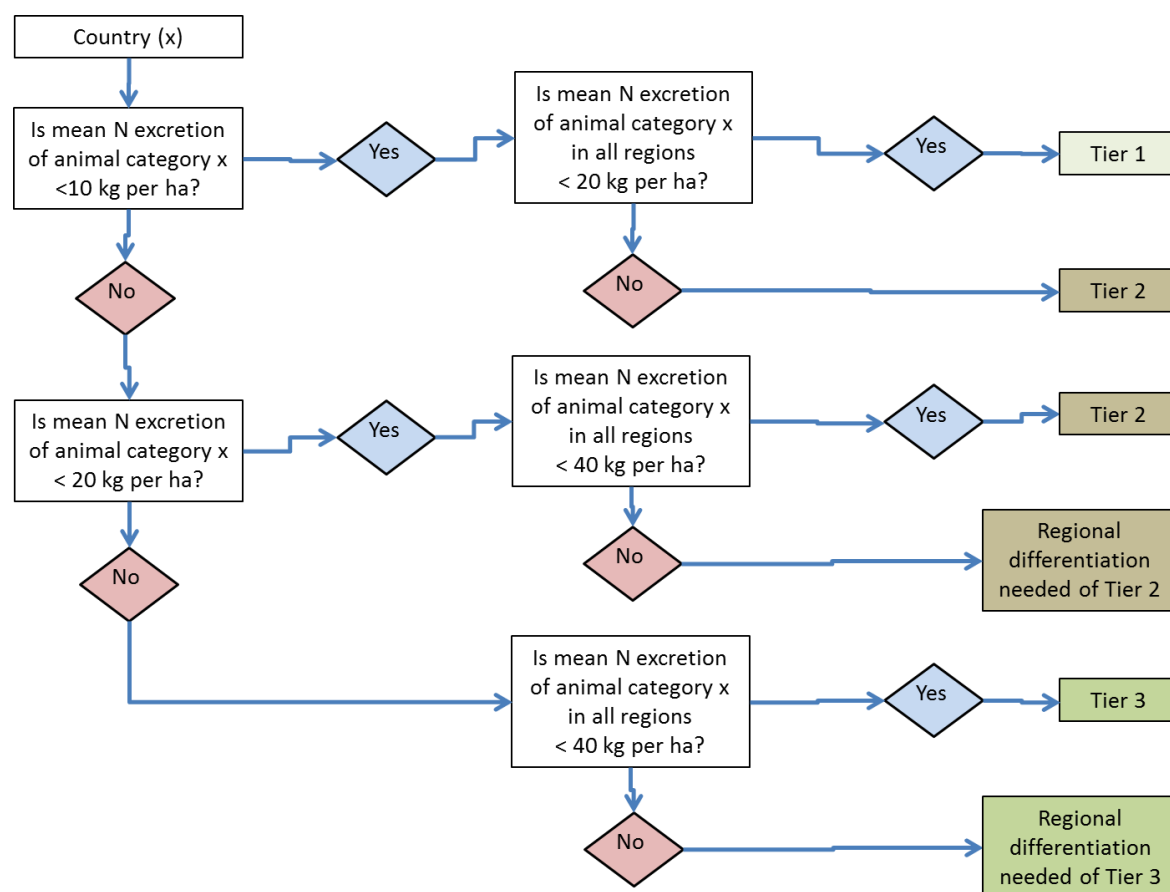 Country (x)
Is mean N excretion
of animal category x
<10 kg per ha?
Yes
Is mean N excretion
of animal category x
in all regions
< 20 kg per ha?
Yes
Tier 1
No
No
Tier 2
Is mean N excretion
of animal category x
< 20 kg per ha?
Yes
Is mean N excretion
of animal category x
in all regions
< 40 kg per ha?
Yes
Tier 2
No
No
Regional
differentiation
needed of Tier 2
Is mean N excretion
of animal category x
in all regions
< 40 kg per ha?
Yes
Tier 3
No
Regional
differentiation
needed of Tier 3